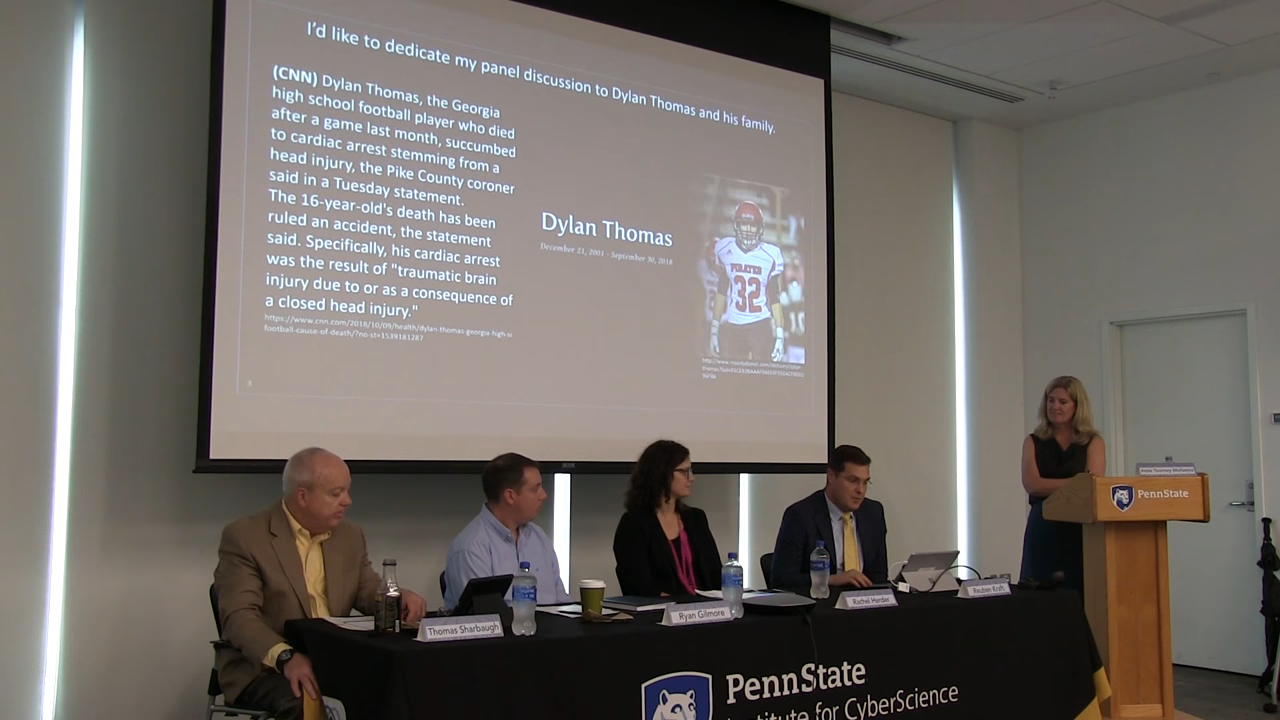 I'd like to dedicate my panel discussion to Dylan Thomas and his family.
(CNN) Dylan Thomas, the Georgia
high school football player who died
after a game last month, succumbed
to cardiac arrest stemming from a
head injury, the Pike County coroner
said in a Tuesday statement.
The 16-year-old's death has been
ruled an accident, the statement
said. Specifically, his cardiac arrest
was the result of "traumatic brain
injury due to or as a consequence of
a closed head injury."
https://www.cnn.com/2018/10/09/health/dylan-thomas-georgia-high-s
football-cause-of-death/?no-st=1539181287
Dylan Thomas
December 21, 2001 - September 30, 2018
PIRATES
32
PennState
Thomas Sharbaugh
Ryan Gilmore
Rachel Herder
Reuben Kraft
PennState
Institute for CyberScience